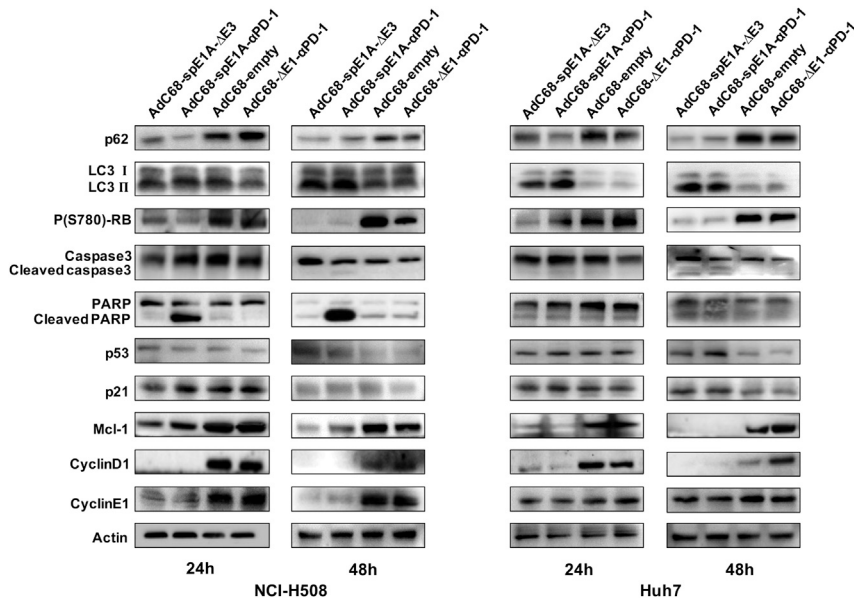 AdC68-spE1A-ΔE3
AdC68-spE1A-αPD-1
AdC68-empty
AdC68-ΔE1-αPD-1
AdC68-spE1A-ΔE3
AdC68-spE1A-αPD-1
AdC68-empty
AdC68-ΔE1-αPD-1
AdC68-spE1A-ΔE3
AdC68-spE1A-αPD-1
AdC68-empty
AdC68-ΔE1-αPD-1
AdC68-spE1A-ΔE3
AdC68-spE1A-αPD-1
AdC68-empty
AdC68-ΔE1-αPD-1
p62
LC3 I
LC3 II
P(S780)-RB
Caspase3
Cleaved caspase3
PARP
Cleaved PARP
p53
p21
Mcl-1
CyclinD1
CyclinE1
Actin
24h 48h 24h 48h
NCI-H508 Huh7